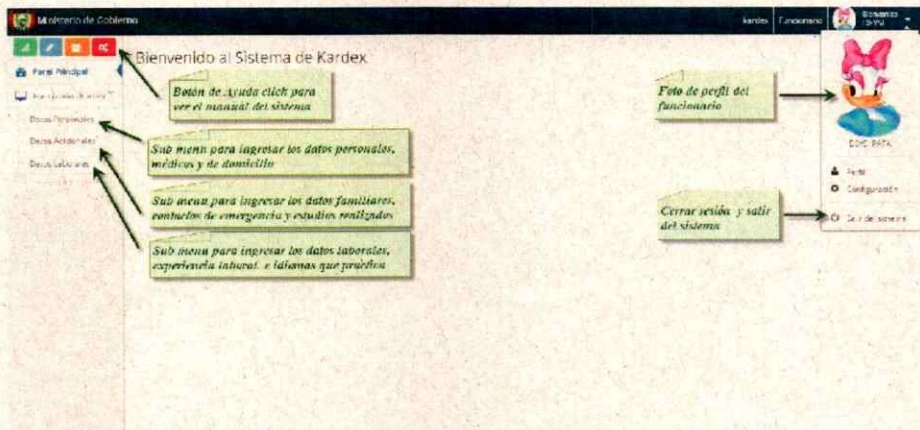 Ministerio de Gobierno
kardex Funcionario Bienvenido
Bienvenido al Sistema de Kardex
Panel Principal
Botón de Ayuda click para
ver el manual del sistema
Foto de perfil del
funcionario
Datos Personales
Datos Adicionales
Datos Laborales
Sub menu para ingresar los datos personales,
médicos y de domicilio
Sub menu para ingresar los datos familiares,
contactos de emergencia y estudios realizados
Sub menu para ingresar los datos laborales,
experiencia laboral e idiomas que practica
PATA
Perfil
Configuración
Cerrar sesión y salir
del sistema
Salir del sistema